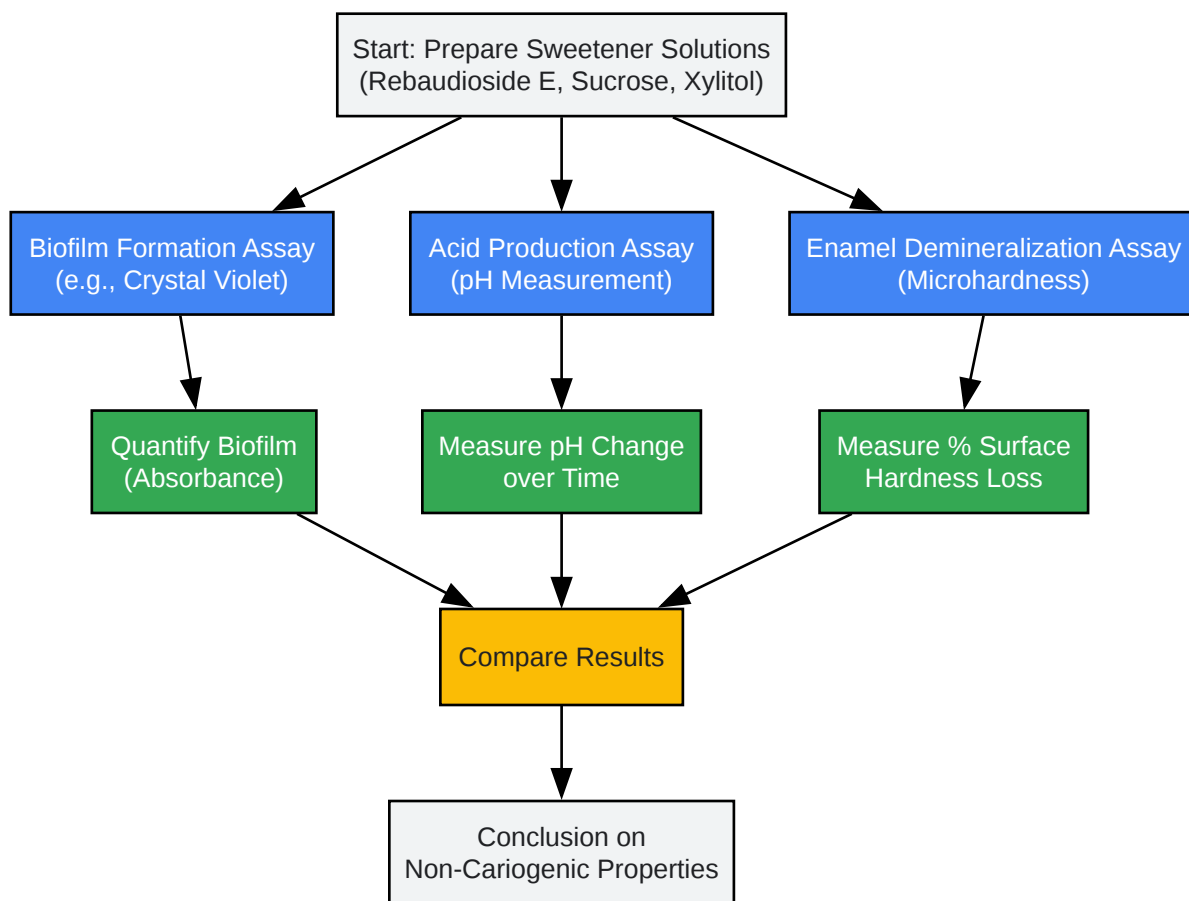 Start: Prepare Sweetener Solutions
(Rebaudioside E, Sucrose, Xylitol)
Biofilm Formation Assay
(e.g., Crystal Violet)
Acid Production Assay
(pH Measurement)
Enamel Demineralization Assay
(Microhardness)
Quantify Biofilm
(Absorbance)
Measure pH Change
over Time
Measure % Surface
Hardness Loss
Compare Results
Conclusion on
Non-Cariogenic Properties